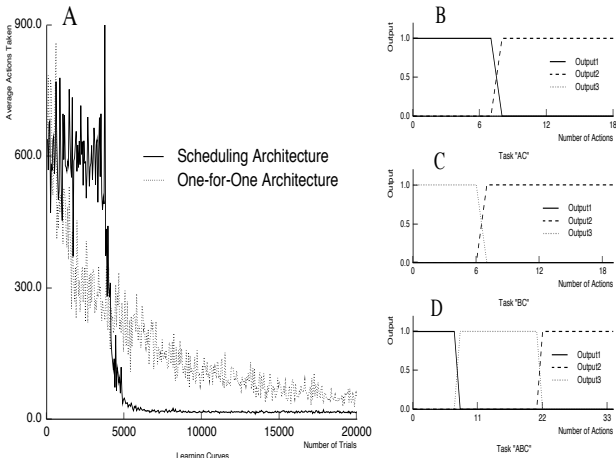 A
Average Actions Taken
900.0
600.0
300.0
0.0
Scheduling Architecture
One-for-One Architecture
0
5000
10000
15000
20000
Number of Trials
Learning Curves
B
Output
1.0
0.5
0.0
Output1
Output2
Output3
0
6
12
18
Number of Actions
Task "AC"
C
Output
1.0
0.5
0.0
Output1
Output2
Output3
0
6
12
18
Number of Actions
Task "BC"
D
Output
1.0
0.5
0.0
Output1
Output2
Output3
0
11
22
33
Number of Actions
Task "ABC"